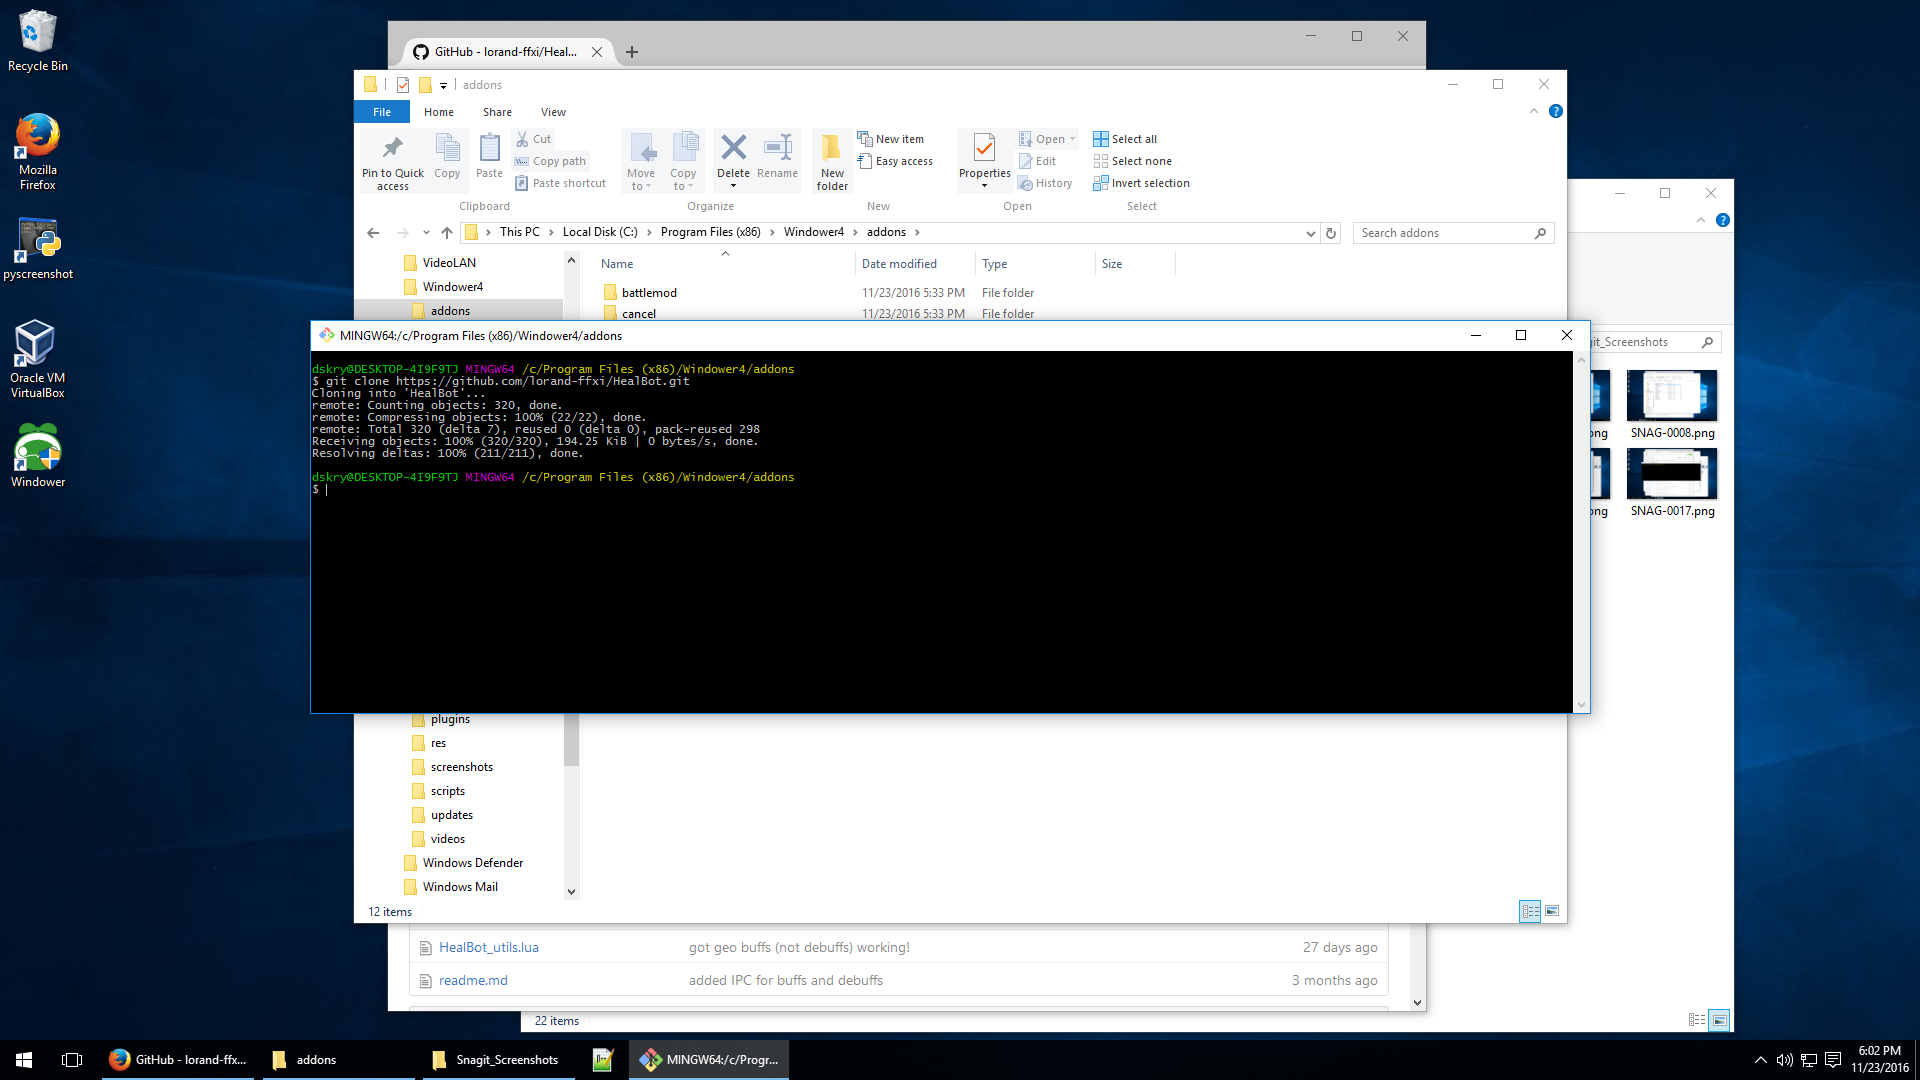 Recycle Bin
Mozilla
Firefox
pyscreenshot
Oracle VM
VirtualBox
Windower
GitHub - lorand-ffxi/Heal...
addons
File
Home
Share
View
Pin to Quick
access
Copy
Paste
Cut
Copy path
Paste shortcut
Clipboard
Move
to
Copy
to
Delete
Rename
Organize
New
folder
New item
Easy access
New
Properties
Open
Edit
History
Open
Select all
Select none
Invert selection
Select
This PC
Local Disk (C:)
Program Files (x86)
Windower4
addons
Search addons
VideoLAN
Windower4
addons
Name
Date modified
Type
Size
battlemod
11/23/2016 5:33 PM
File folder
cancel
11/23/2016 5:33 PM
File folder
MINGW64:/c/Program Files (x86)/Windower4/addons
dskry@DESKTOP-4I9F9TJ MINGW64 /c/Program Files (x86)/Windower4/addons
$ git clone https://github.com/lorand-ffxi/HealBot.git
Cloning into 'HealBot'...
remote: Counting objects: 320, done.
remote: Compressing objects: 100% (22/22), done.
remote: Total 320 (delta 7), reused 0 (delta 0), pack-reused 298
Receiving objects: 100% (320/320), 194.25 KiB | 0 bytes/s, done.
Resolving deltas: 100% (211/211), done.
dskry@DESKTOP-4I9F9TJ MINGW64 /c/Program Files (x86)/Windower4/addons
$
plugins
res
screenshots
scripts
updates
videos
Windows Defender
Windows Mail
12 items
git_Screenshots
png
SNAG-0008.png
png
SNAG-0017.png
HealBot_utils.lua
got geo buffs (not debuffs) working!
27 days ago
readme.md
added IPC for buffs and debuffs
3 months ago
22 items
GitHub - lorand-ffx...
addons
Snagit_Screenshots
MINGW64:/c/Progr...
6:02 PM
11/23/2016